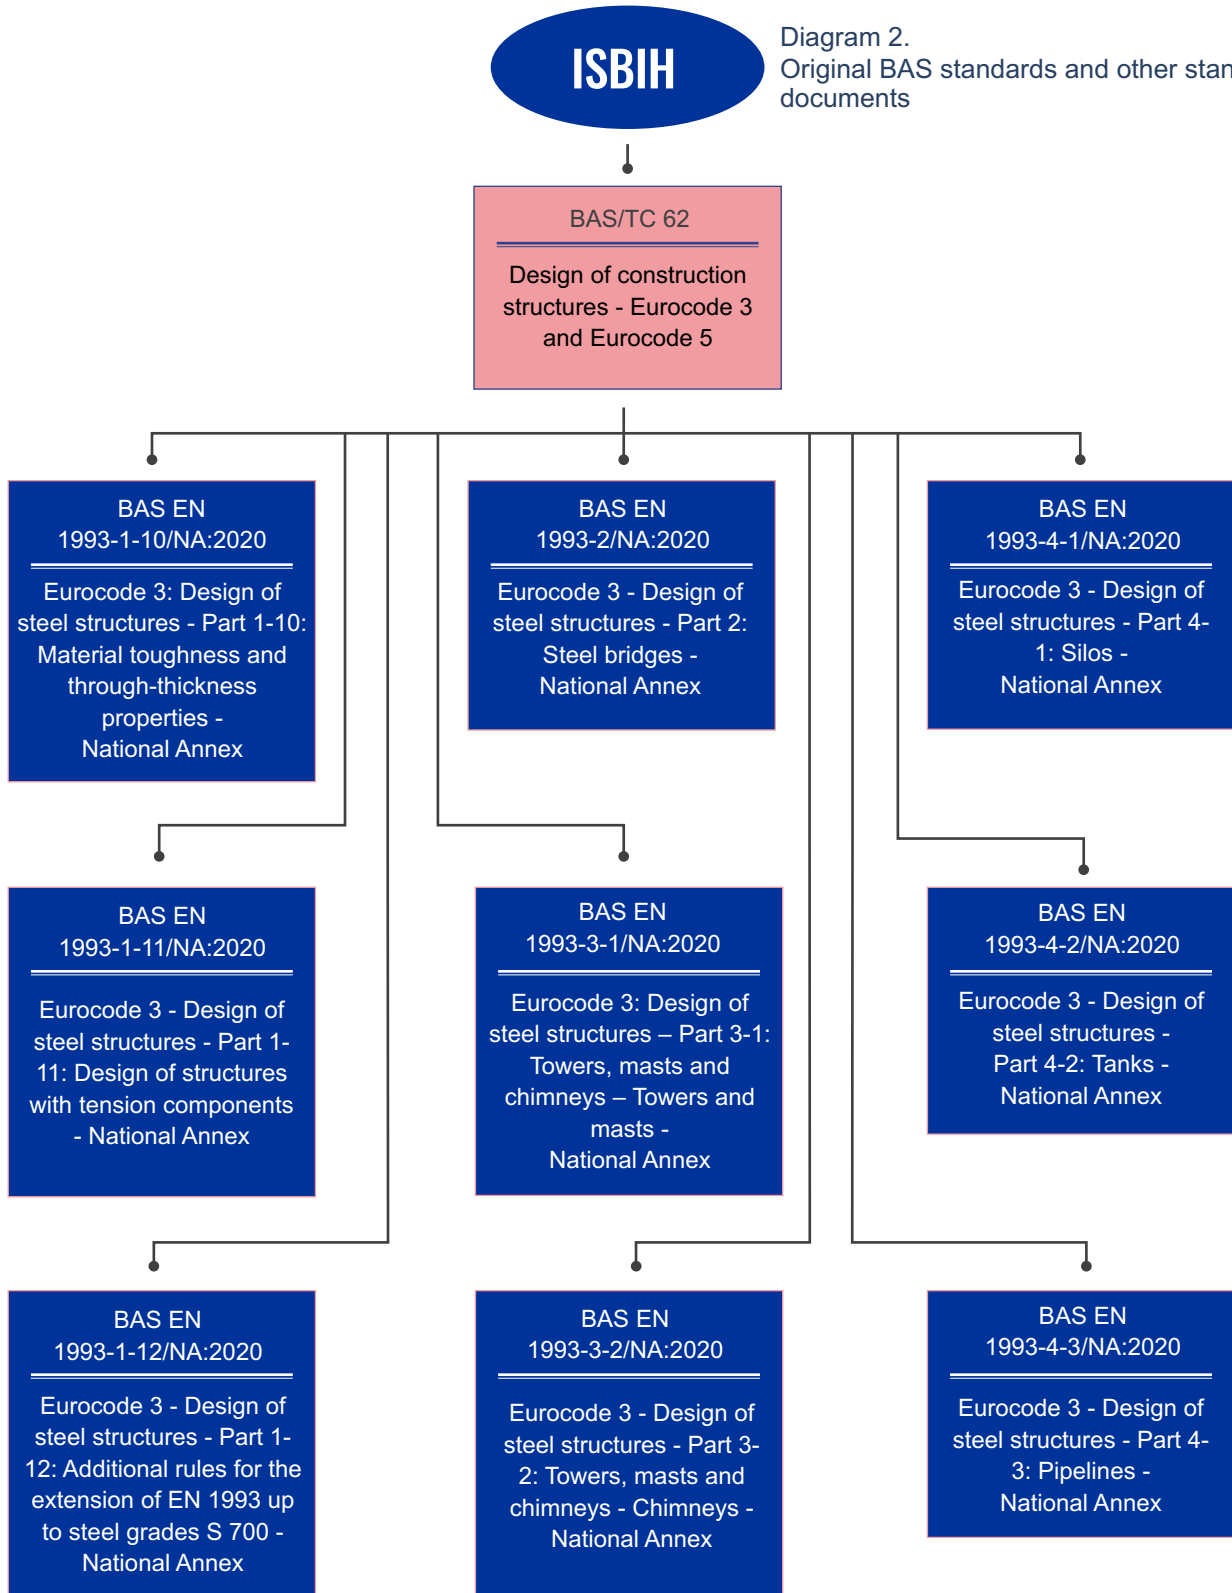 ISBIH
Diagram 2.
Original BAS standards and other stan
documents
BAS/TC 62
Design of construction
structures - Eurocode 3
and Eurocode 5
BAS EN
1993-1-10/NA:2020
Eurocode 3: Design of
steel structures - Part 1-10:
Material toughness and
through-thickness
properties -
National Annex
BAS EN
1993-2/NA:2020
Eurocode 3 - Design of
steel structures - Part 2:
Steel bridges -
National Annex
BAS EN
1993-4-1/NA:2020
Eurocode 3 - Design of
steel structures - Part 4-
1: Silos -
National Annex
BAS EN
1993-1-11/NA:2020
Eurocode 3 - Design of
steel structures - Part 1-
11: Design of structures
with tension components
- National Annex
BAS EN
1993-3-1/NA:2020
Eurocode 3: Design of
steel structures – Part 3-1:
Towers, masts and
chimneys – Towers and
masts -
National Annex
BAS EN
1993-4-2/NA:2020
Eurocode 3 - Design of
steel structures -
Part 4-2: Tanks -
National Annex
BAS EN
1993-1-12/NA:2020
Eurocode 3 - Design of
steel structures - Part 1-
12: Additional rules for the
extension of EN 1993 up
to steel grades S 700 -
National Annex
BAS EN
1993-3-2/NA:2020
Eurocode 3 - Design of
steel structures - Part 3-
2: Towers, masts and
chimneys - Chimneys -
National Annex
BAS EN
1993-4-3/NA:2020
Eurocode 3 - Design of
steel structures - Part 4-
3: Pipelines -
National Annex